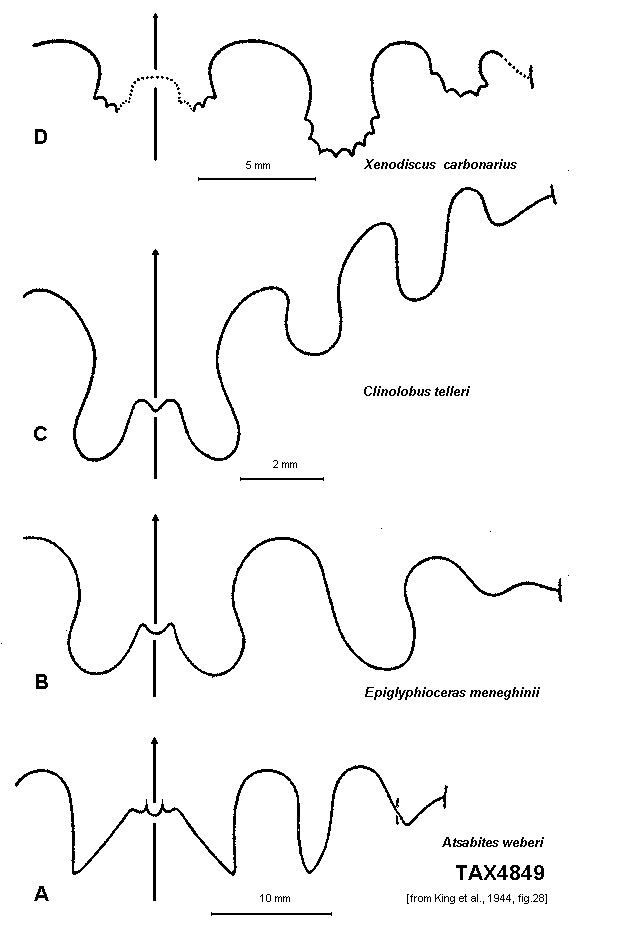 D
5 mm
Xenodiscus carbonarius
Clinolobus telleri
C
2 mm
B
Epiglyphioceras meneghinii
Atsabites weberi
TAX4849
A
10 mm
[from King et al., 1944, fig.28]